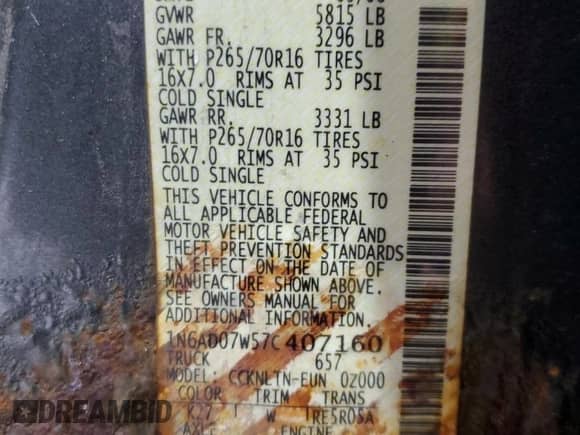 GVWR 5815 LB
GAWR FR. 3296 LB
WITH P265/70R16 TIRES
16X7.0 RIMS AT 35 PSI
COLD SINGLE
GAWR RR. 3331 LB
WITH P265/70R16 TIRES
16X7.0 RIMS AT 35 PSI
COLD SINGLE
THIS VEHICLE CONFORMS TO
ALL APPLICABLE FEDERAL
MOTOR VEHICLE SAFETY AND
THEFT PREVENTION STANDARDS
IN EFFECT ON THE DATE OF
MANUFACTURE SHOWN ABOVE.
SEE OWNERS MANUAL FOR
ADDITIONAL INFORMATION
1N6AD07W57C407160
TRUCK 657
MODEL: CCKNLTN-EUN 0Z000
COLOR TRIM TRANS
K27 W RE5R05A
AXLE ENGINE
DREAMBID